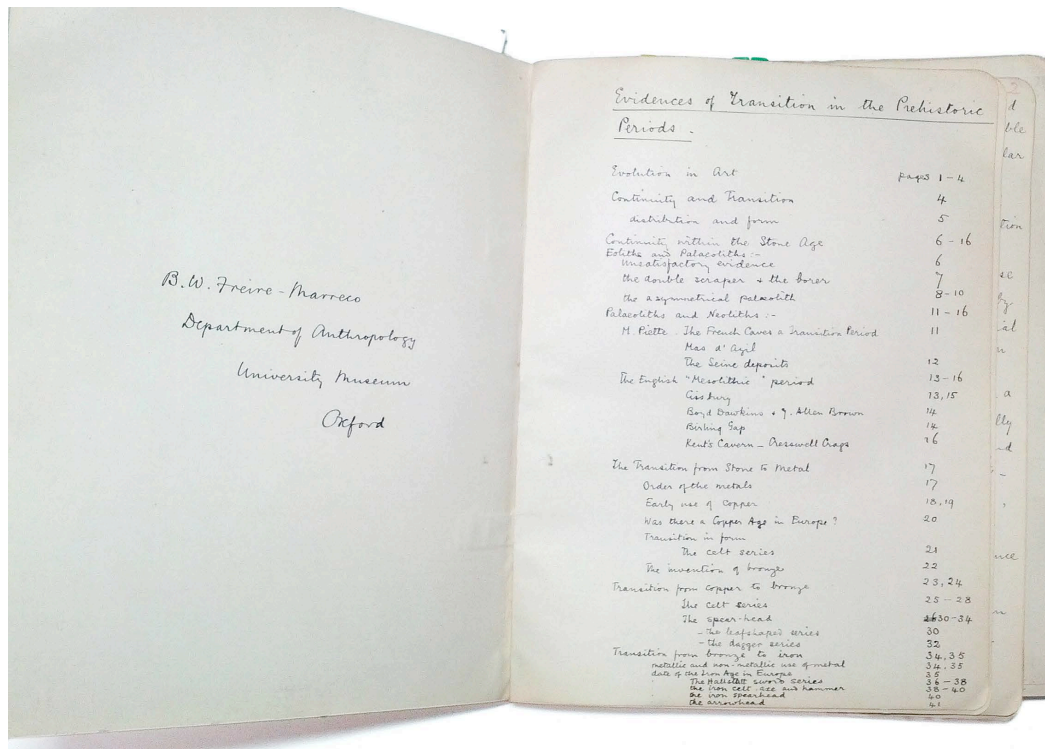 B.W. Freire-Marreco
Department of Anthropology
University Museum
Oxford
Evidences of Transition in the Prehistoric
Periods.
Evolution in Art pages 1-4
Continuity and Transition 4
distribution and form 5
Continuity within the Stone Age 6-16
Eoliths and Palaeoliths:-
Unsatisfactory evidence 6
the double scraper & the borer 7
the asymmetrical palaeolith 8-10
Palaeoliths and Neoliths:- 11-16
M. Piette. The French Caves a Transition Period 11
Mas d'Azil
The Seine deposits 12
The English "Mesolithic" period 13-16
Cissbury 13,15
Boyd Dawkins & J. Allen Brown 14
Birling Gap 14
Kent's Cavern - Cresswell Crags 16
The Transition from Stone to Metal 17
Order of the metals 17
Early use of Copper 18,19
Was there a Copper Age in Europe? 20
Transition in form
The celt series 21
The invention of bronze 22
Transition from copper to bronze 23,24
The celt series 25-28
The spear-head 30-34
- the leafshaped series 30
- the dagger series 32
Transition from bronze to iron 34,35
metallic and non-metallic use of metal 34,35
date of the Iron Age in Europe 35
The Hallstatt sword series 36-38
the iron celt, axe and hammer 38-40
the iron spearhead 40
the arrowhead 41